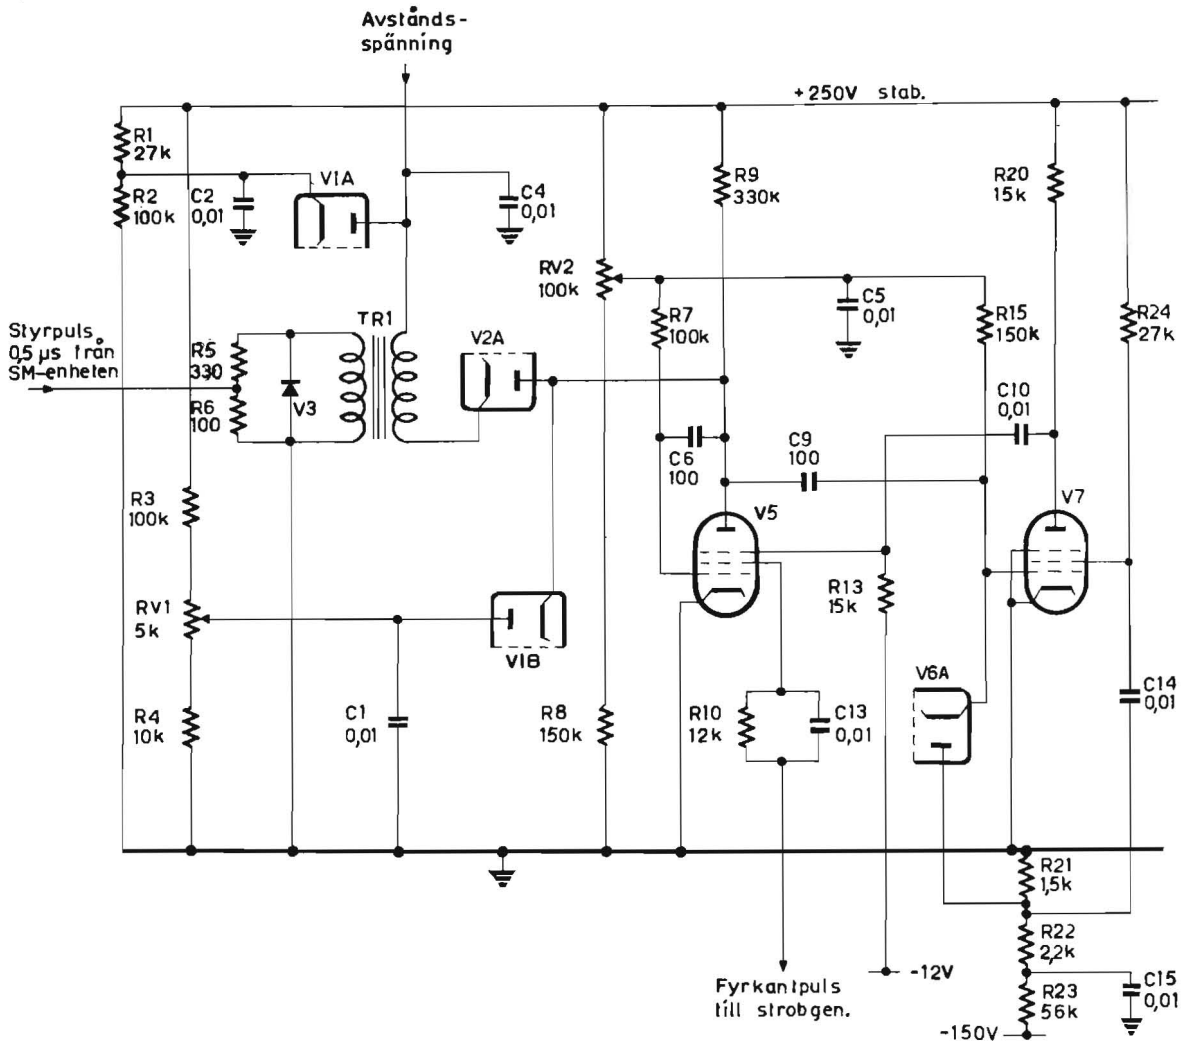 Avstånds-
spänning
+250V stab.
R1
27k
R2
100k
C2
0,01
V1A
C4
0,01
R9
330k
R20
15k
RV2
100k
R7
100k
C5
0,01
R15
150k
R24
27k
Styrpuls
0,5 µs från
SM-enheten
R5
330
R6
100
V3
TR1
V2A
C10
0,01
C6
100
C9
100
R3
100k
V5
V7
RV1
5k
V1B
R13
15k
R4
10k
C1
0,01
R8
150k
R10
12k
C13
0,01
V6A
C14
0,01
R21
1,5k
R22
2,2k
-12V
Fyrkantpuls
till strobgen.
R23
56k
C15
0,01
-150V